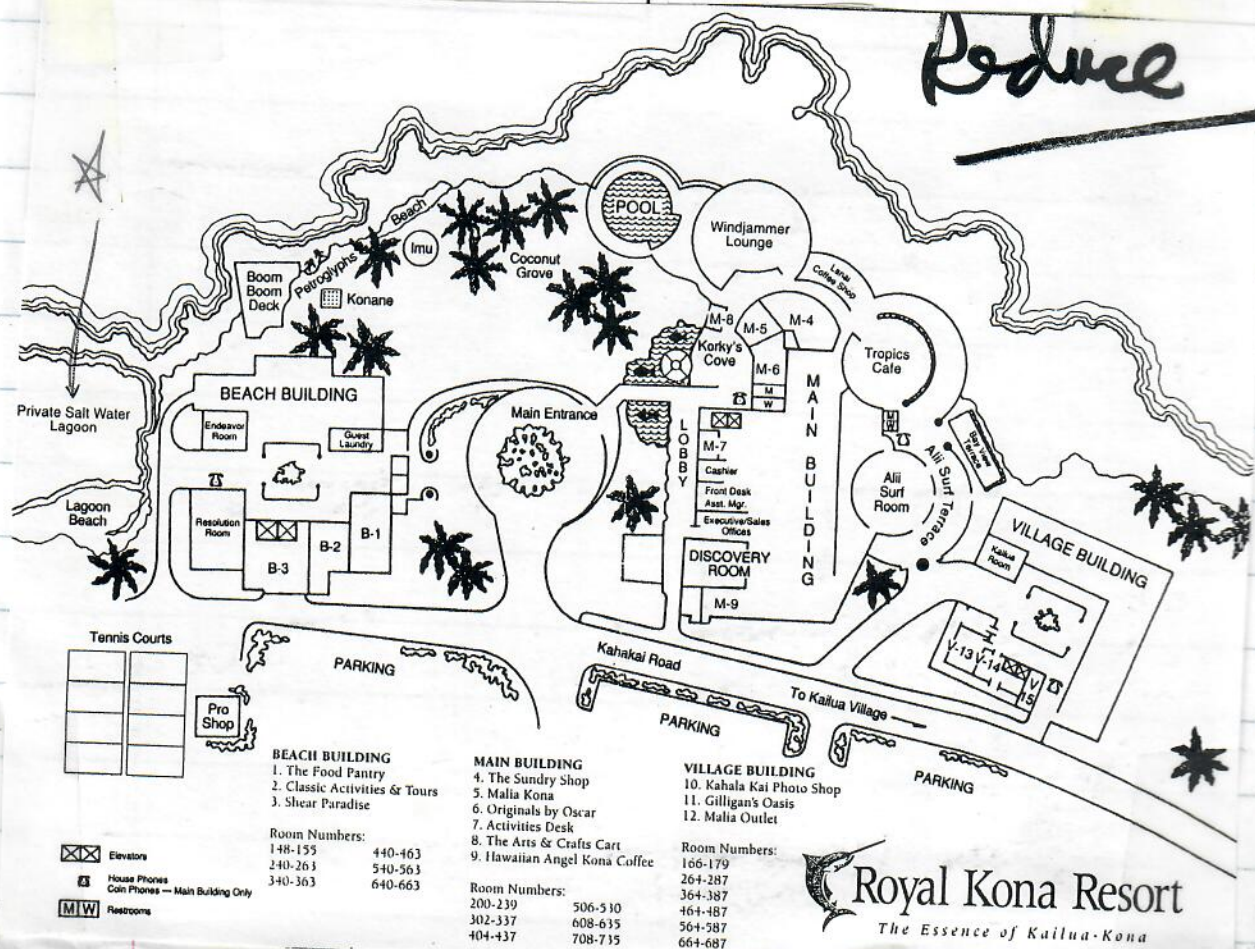 Reduce
Beach
POOL
Windjammer
Lounge
Imu
Coconut
Grove
Lanai
Coffee Shop
Boom
Boom
Deck
Petroglyphs
Konane
M-8
M-5
M-4
Korky's
Cove
M-6
Tropics
Cafe
M
W
Private Salt Water
Lagoon
BEACH BUILDING
Endeavor
Room
Guest
Laundry
Main Entrance
LOBBY
MAIN BUILDING
M
W
Bay View
Terrace
M-7
Cashier
Front Desk
Asst. Mgr.
Executive/Sales
Offices
Alii
Surf
Room
Alii Surf Terrace
Lagoon
Beach
Resolution
Room
B-1
B-2
B-3
DISCOVERY
ROOM
M-9
VILLAGE BUILDING
Kailua
Room
V-13
V-14
V
15
Tennis Courts
PARKING
Kahakai Road
To Kailua Village
Pro
Shop
PARKING
PARKING
BEACH BUILDING
1. The Food Pantry
2. Classic Activities & Tours
3. Shear Paradise
Room Numbers:
148-155
240-263
340-363
440-463
540-563
640-663
MAIN BUILDING
4. The Sundry Shop
5. Malia Kona
6. Originals by Oscar
7. Activities Desk
8. The Arts & Crafts Cart
9. Hawaiian Angel Kona Coffee
Room Numbers:
200-239
302-337
404-437
506-530
608-635
708-735
VILLAGE BUILDING
10. Kahala Kai Photo Shop
11. Gilligan's Oasis
12. Malia Outlet
Room Numbers:
166-179
264-287
364-387
464-487
564-587
664-687
Elevators
House Phones
Coin Phones — Main Building Only
M W Restrooms
Royal Kona Resort
The Essence of Kailua-Kona